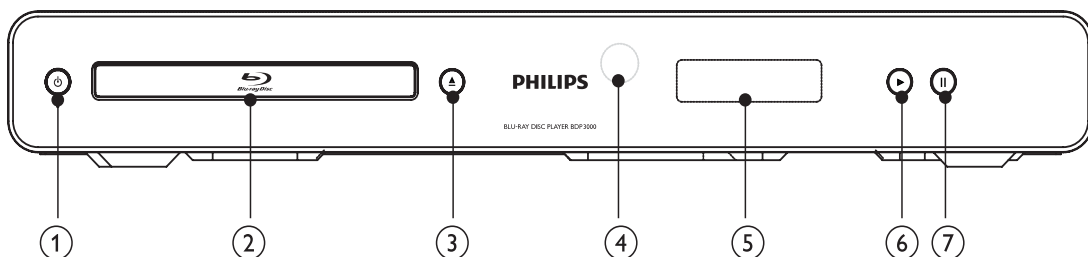 Blu-ray Disc
PHILIPS
BLU-RAY DISC PLAYER BDP3000
1 2 3 4 5 6 7